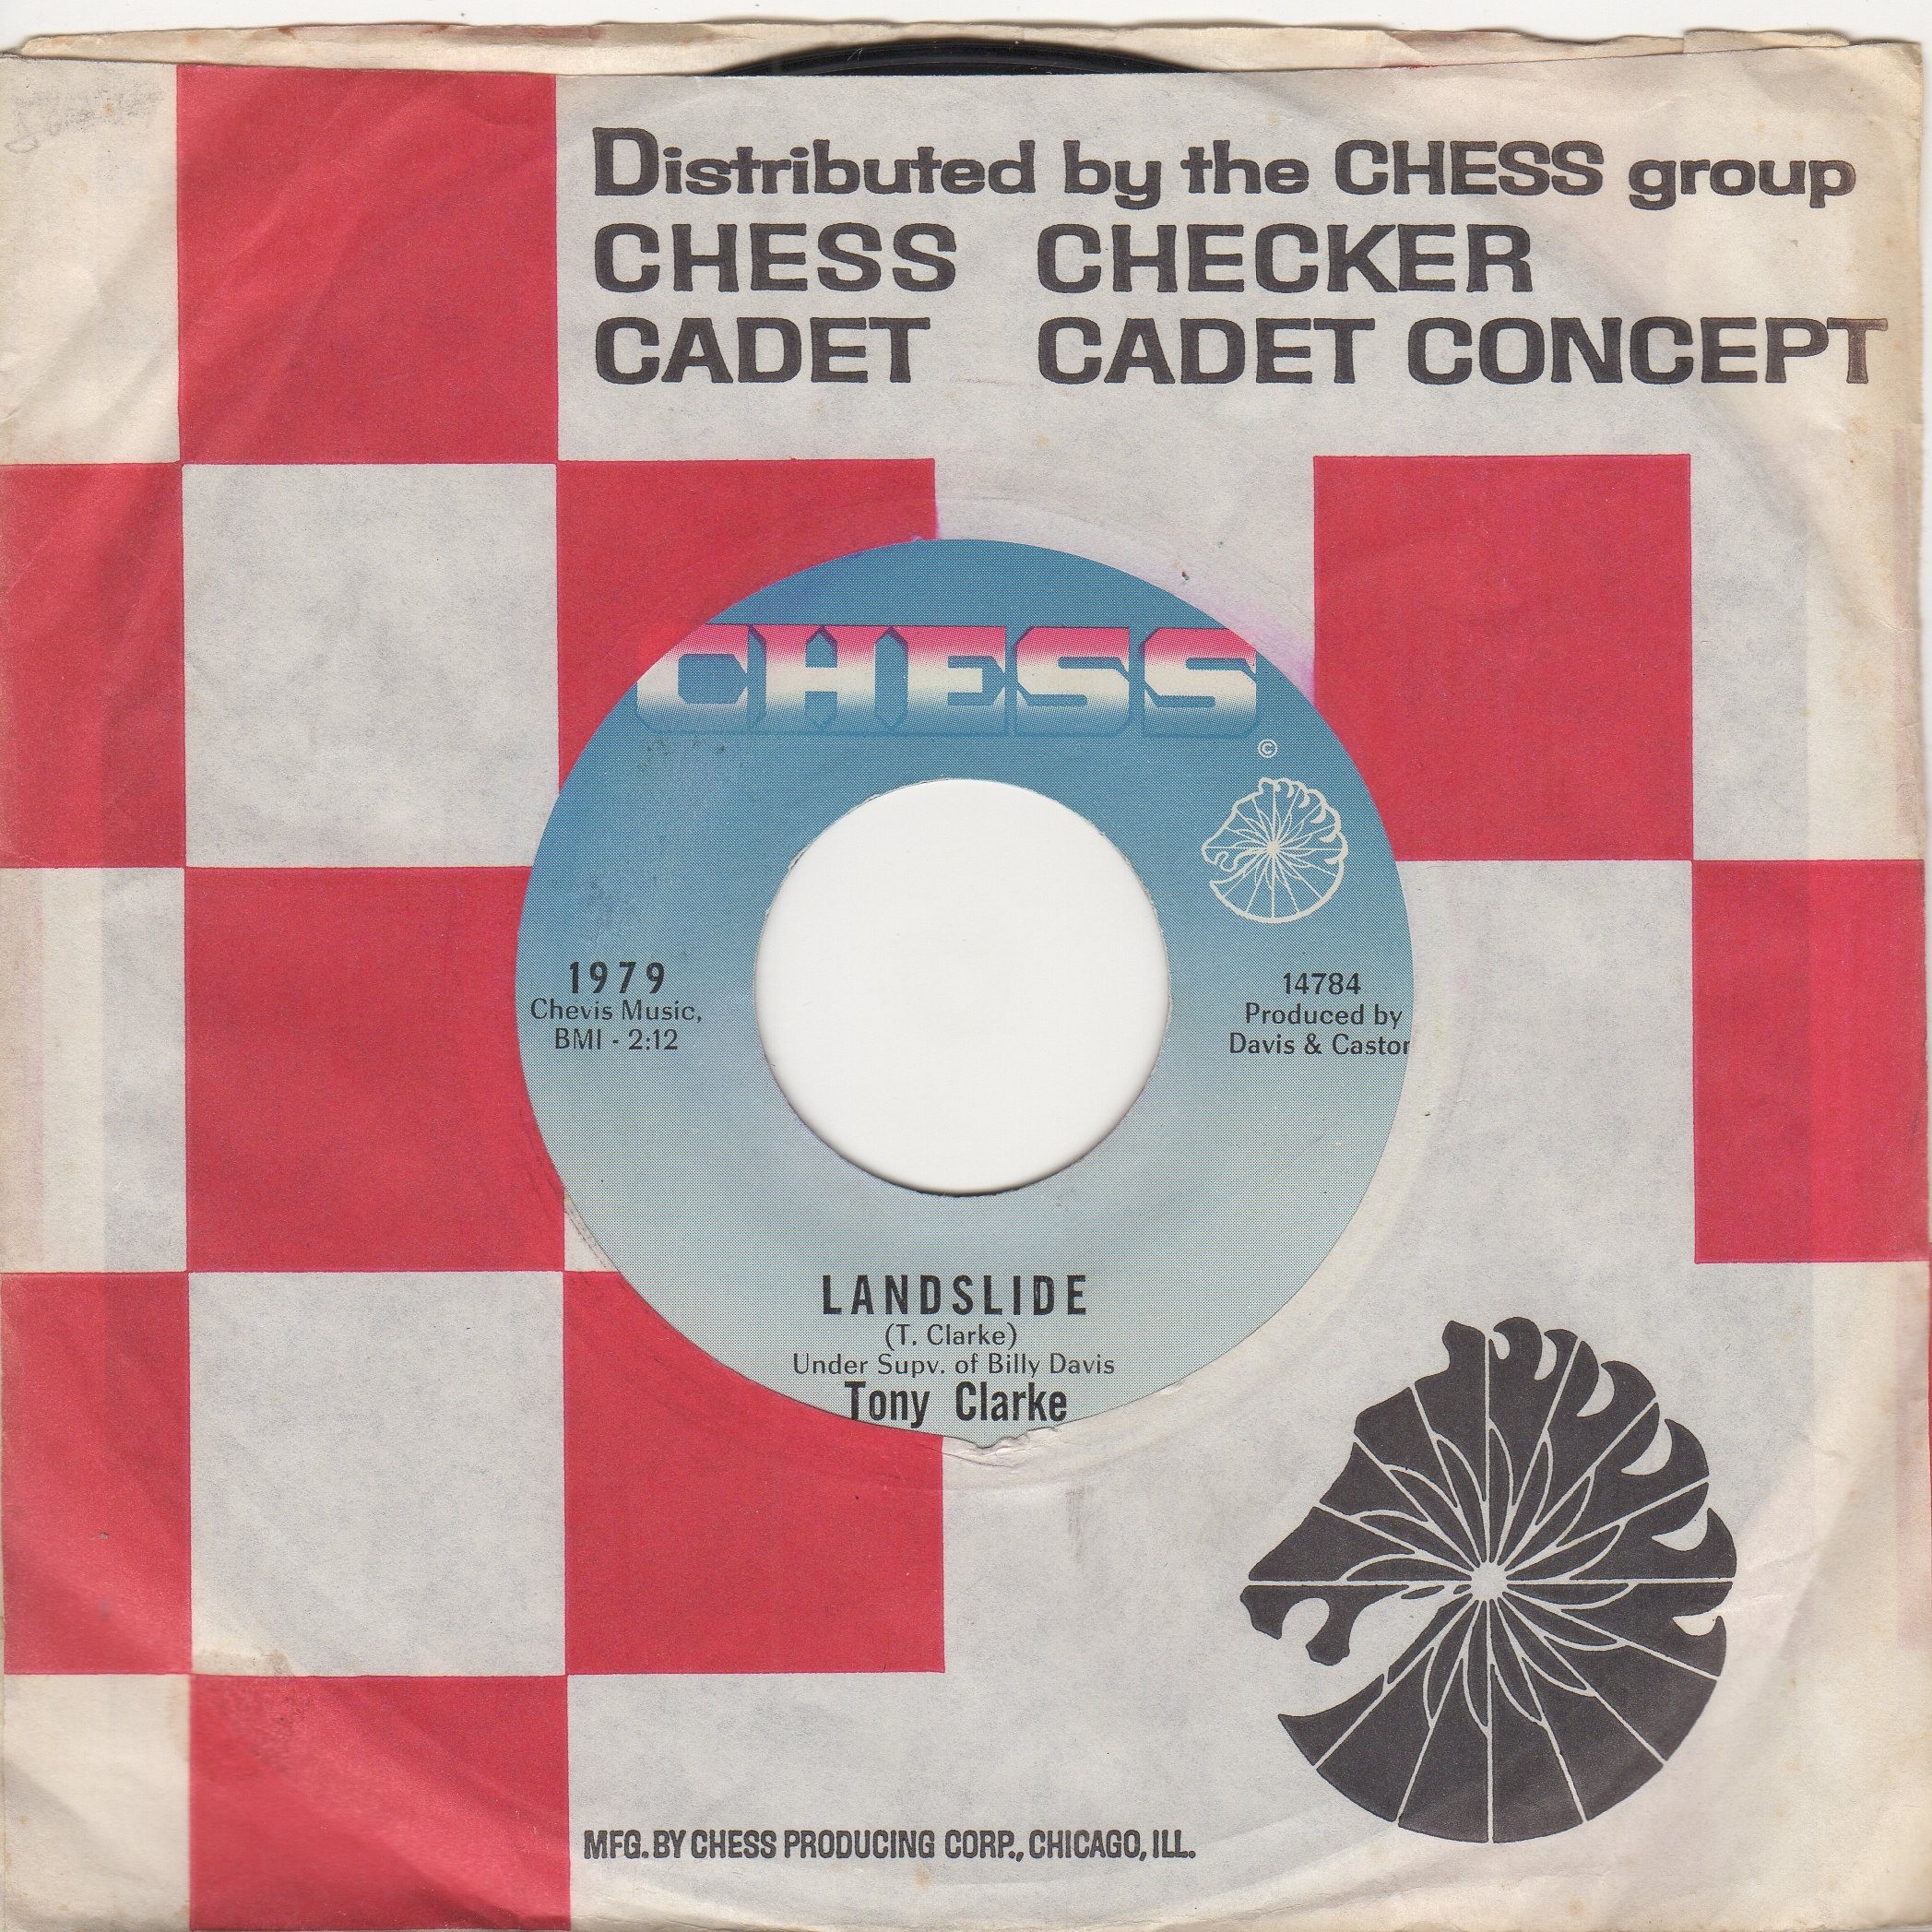 Distributed by the CHESS group
CHESS CHECKER
CADET CADET CONCEPT
CHESS
©
1979
Chevis Music,
BMI - 2:12
14784
Produced by
Davis & Castor
LANDSLIDE
(T. Clarke)
Under Supv. of Billy Davis
Tony Clarke
MFG. BY CHESS PRODUCING CORP., CHICAGO, ILL.